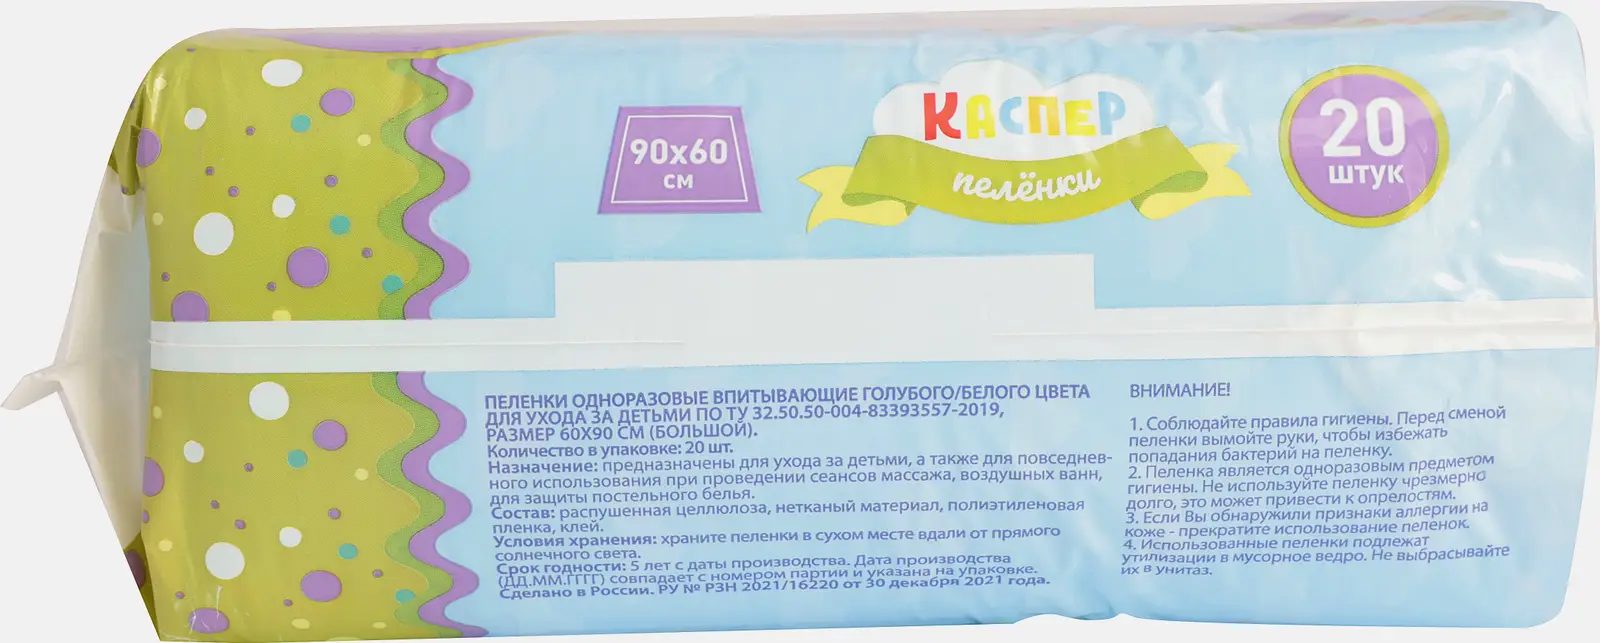 90x60
см
КАСПЕР
пелёнки
20
штук
ПЕЛЕНКИ ОДНОРАЗОВЫЕ ВПИТЫВАЮЩИЕ ГОЛУБОГО/БЕЛОГО ЦВЕТА
ДЛЯ УХОДА ЗА ДЕТЬМИ ПО ТУ 32.50.50-004-83393557-2019,
РАЗМЕР 60Х90 СМ (БОЛЬШОЙ).
Количество в упаковке: 20 шт.
Назначение: предназначены для ухода за детьми, а также для повседнев-
ного использования при проведении сеансов массажа, воздушных ванн,
для защиты постельного белья.
Состав: распушенная целлюлоза, нетканый материал, полиэтиленовая
пленка, клей.
Условия хранения: храните пеленки в сухом месте вдали от прямого
солнечного света.
Срок годности: 5 лет с даты производства. Дата производства
(ДД.ММ.ГГГГ) совпадает с номером партии и указана на упаковке.
Сделано в России. РУ № РЗН 2021/16220 от 30 декабря 2021 года.
ВНИМАНИЕ!
1. Соблюдайте правила гигиены. Перед сменой
пеленки вымойте руки, чтобы избежать
попадания бактерий на пеленку.
2. Пеленка является одноразовым предметом
гигиены. Не используйте пеленку чрезмерно
долго, это может привести к опрелостям.
3. Если Вы обнаружили признаки аллергии на
коже - прекратите использование пеленок.
4. Использованные пеленки подлежат
утилизации в мусорное ведро. Не выбрасывайте
их в унитаз.